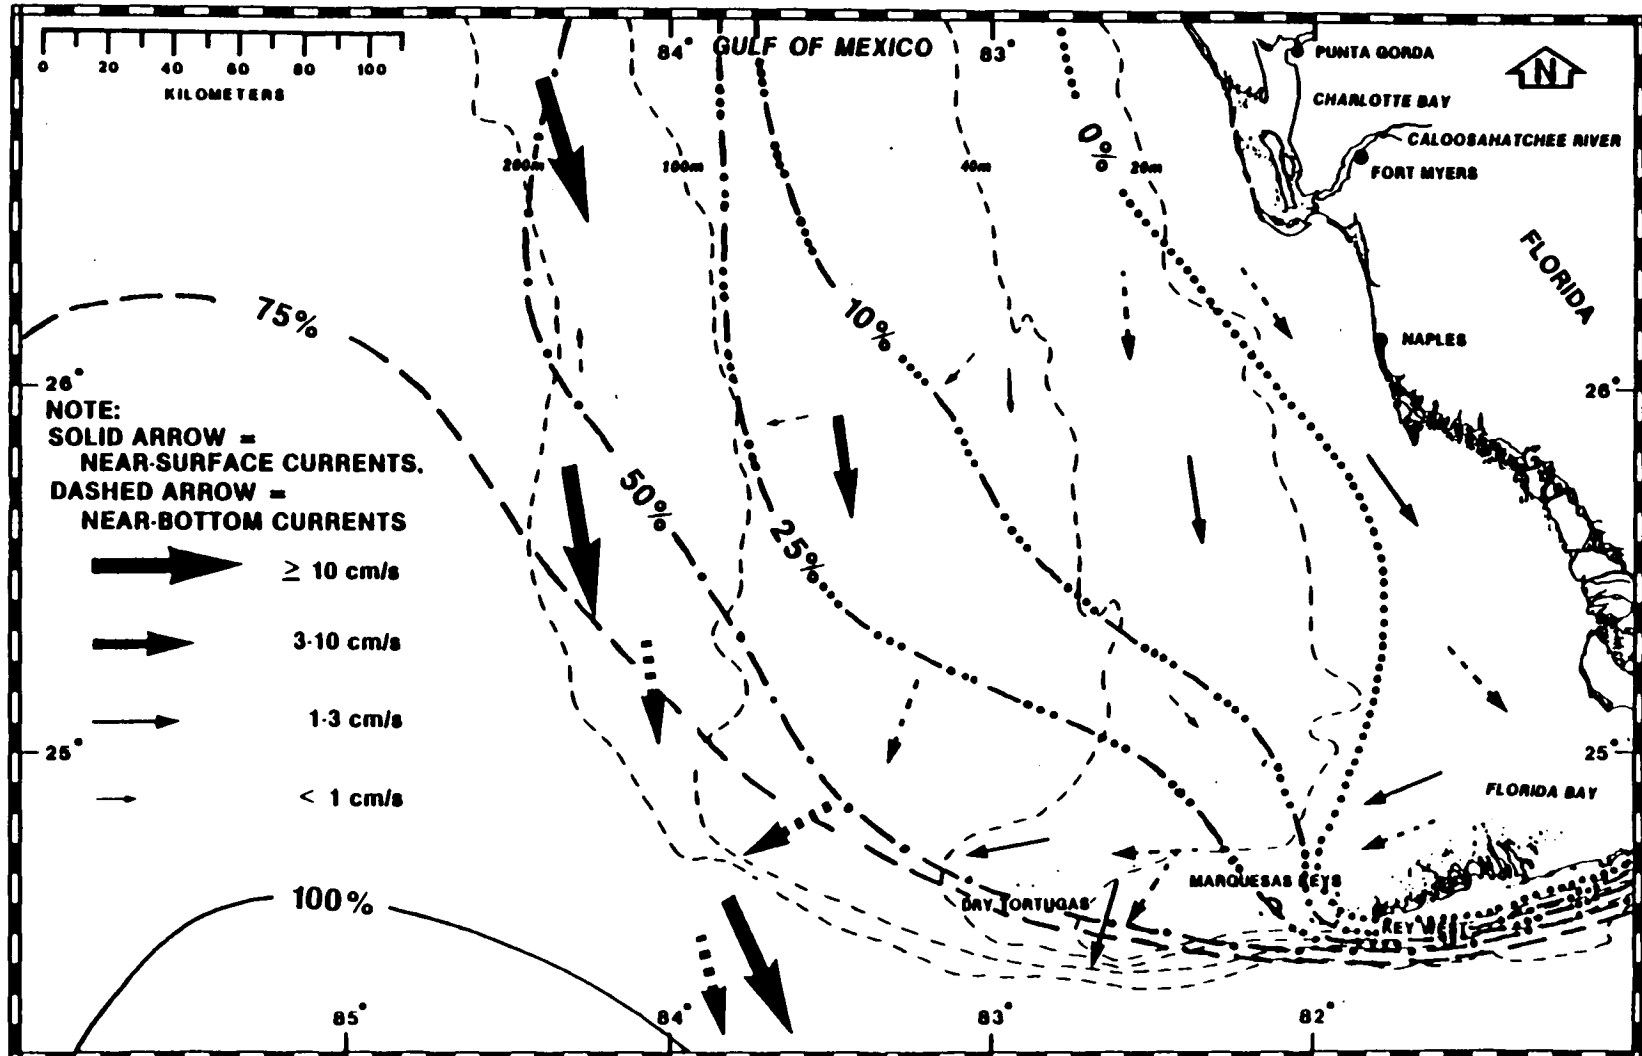 0 20 40 60 80 100
KILOMETERS
84°
GULF OF MEXICO
83°
N
PUNTA GORDA
CHARLOTTE BAY
CALOOSAHATCHEE RIVER
FORT MYERS
200m
100m
40m
0%
20m
FLORIDA
75%
10%
NAPLES
26°
26°
NOTE:
SOLID ARROW =
NEAR-SURFACE CURRENTS.
DASHED ARROW =
NEAR-BOTTOM CURRENTS
50%
25%
≥ 10 cm/s
3-10 cm/s
1-3 cm/s
< 1 cm/s
25°
25°
FLORIDA BAY
MARQUESAS KEYS
DRY TORTUGAS
KEY WEST
100%
85°
84°
83°
82°